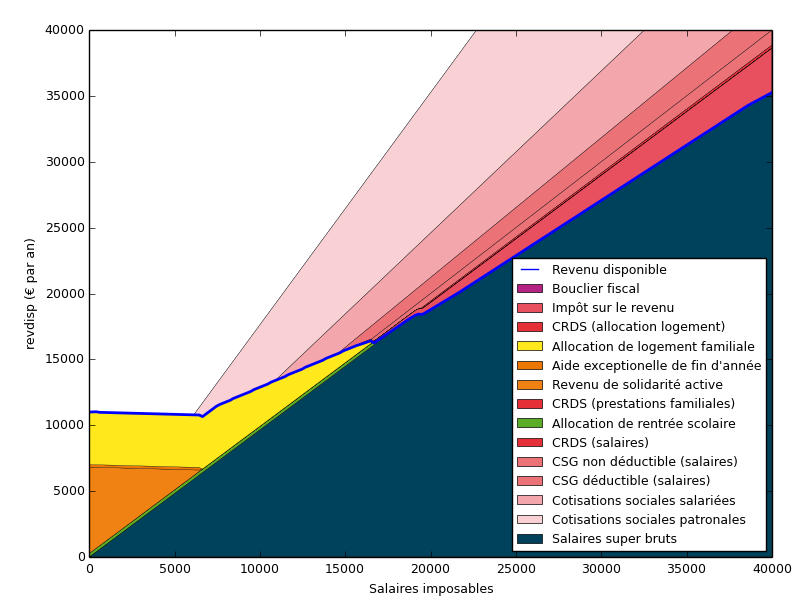 40000
35000
30000
25000
20000
15000
10000
5000
0
revdisp (€ par an)
Revenu disponible
Bouclier fiscal
Impôt sur le revenu
CRDS (allocation logement)
Allocation de logement familiale
Aide exceptionelle de fin d'année
Revenu de solidarité active
CRDS (prestations familiales)
Allocation de rentrée scolaire
CRDS (salaires)
CSG non déductible (salaires)
CSG déductible (salaires)
Cotisations sociales salariées
Cotisations sociales patronales
Salaires super bruts
0 5000 10000 15000 20000 25000 30000 35000 40000
Salaires imposables